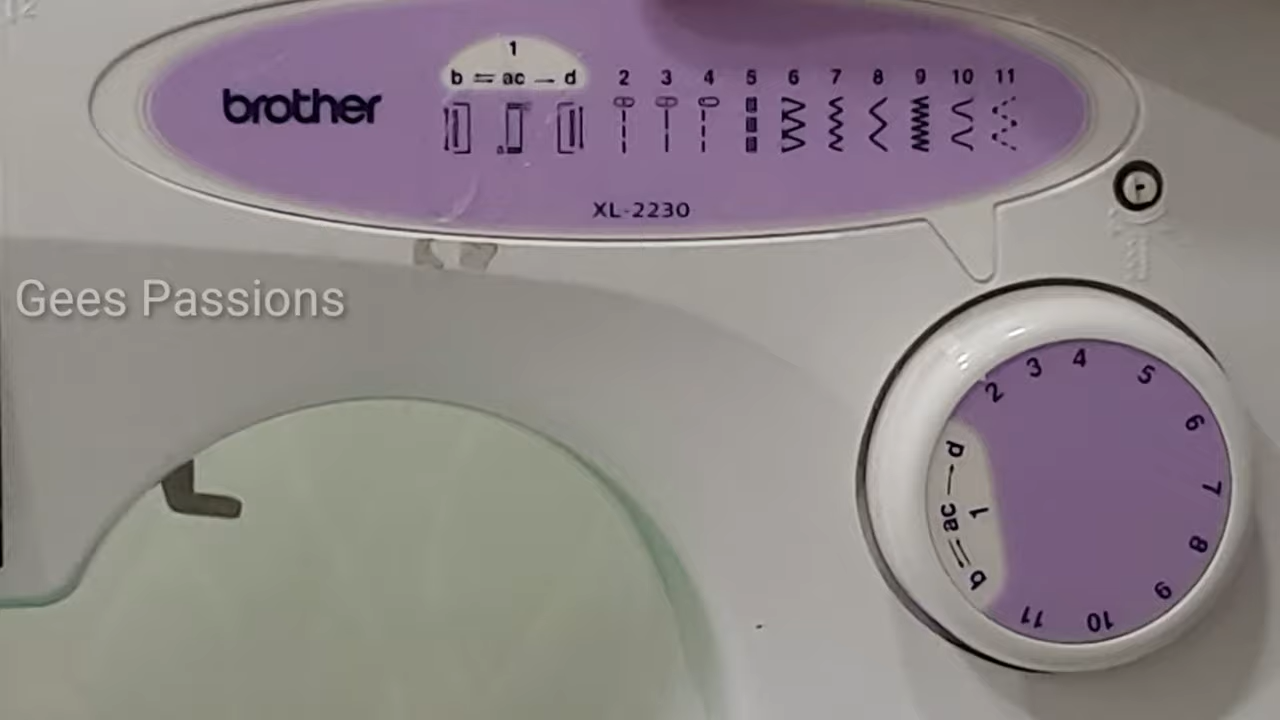 1
b = ac — d 2 3 4 5 6 7 8 9 10 11
brother
XL-2230
Gees Passions
2 3 4 5 6 7 8 9 10 11
b = ac — d
1